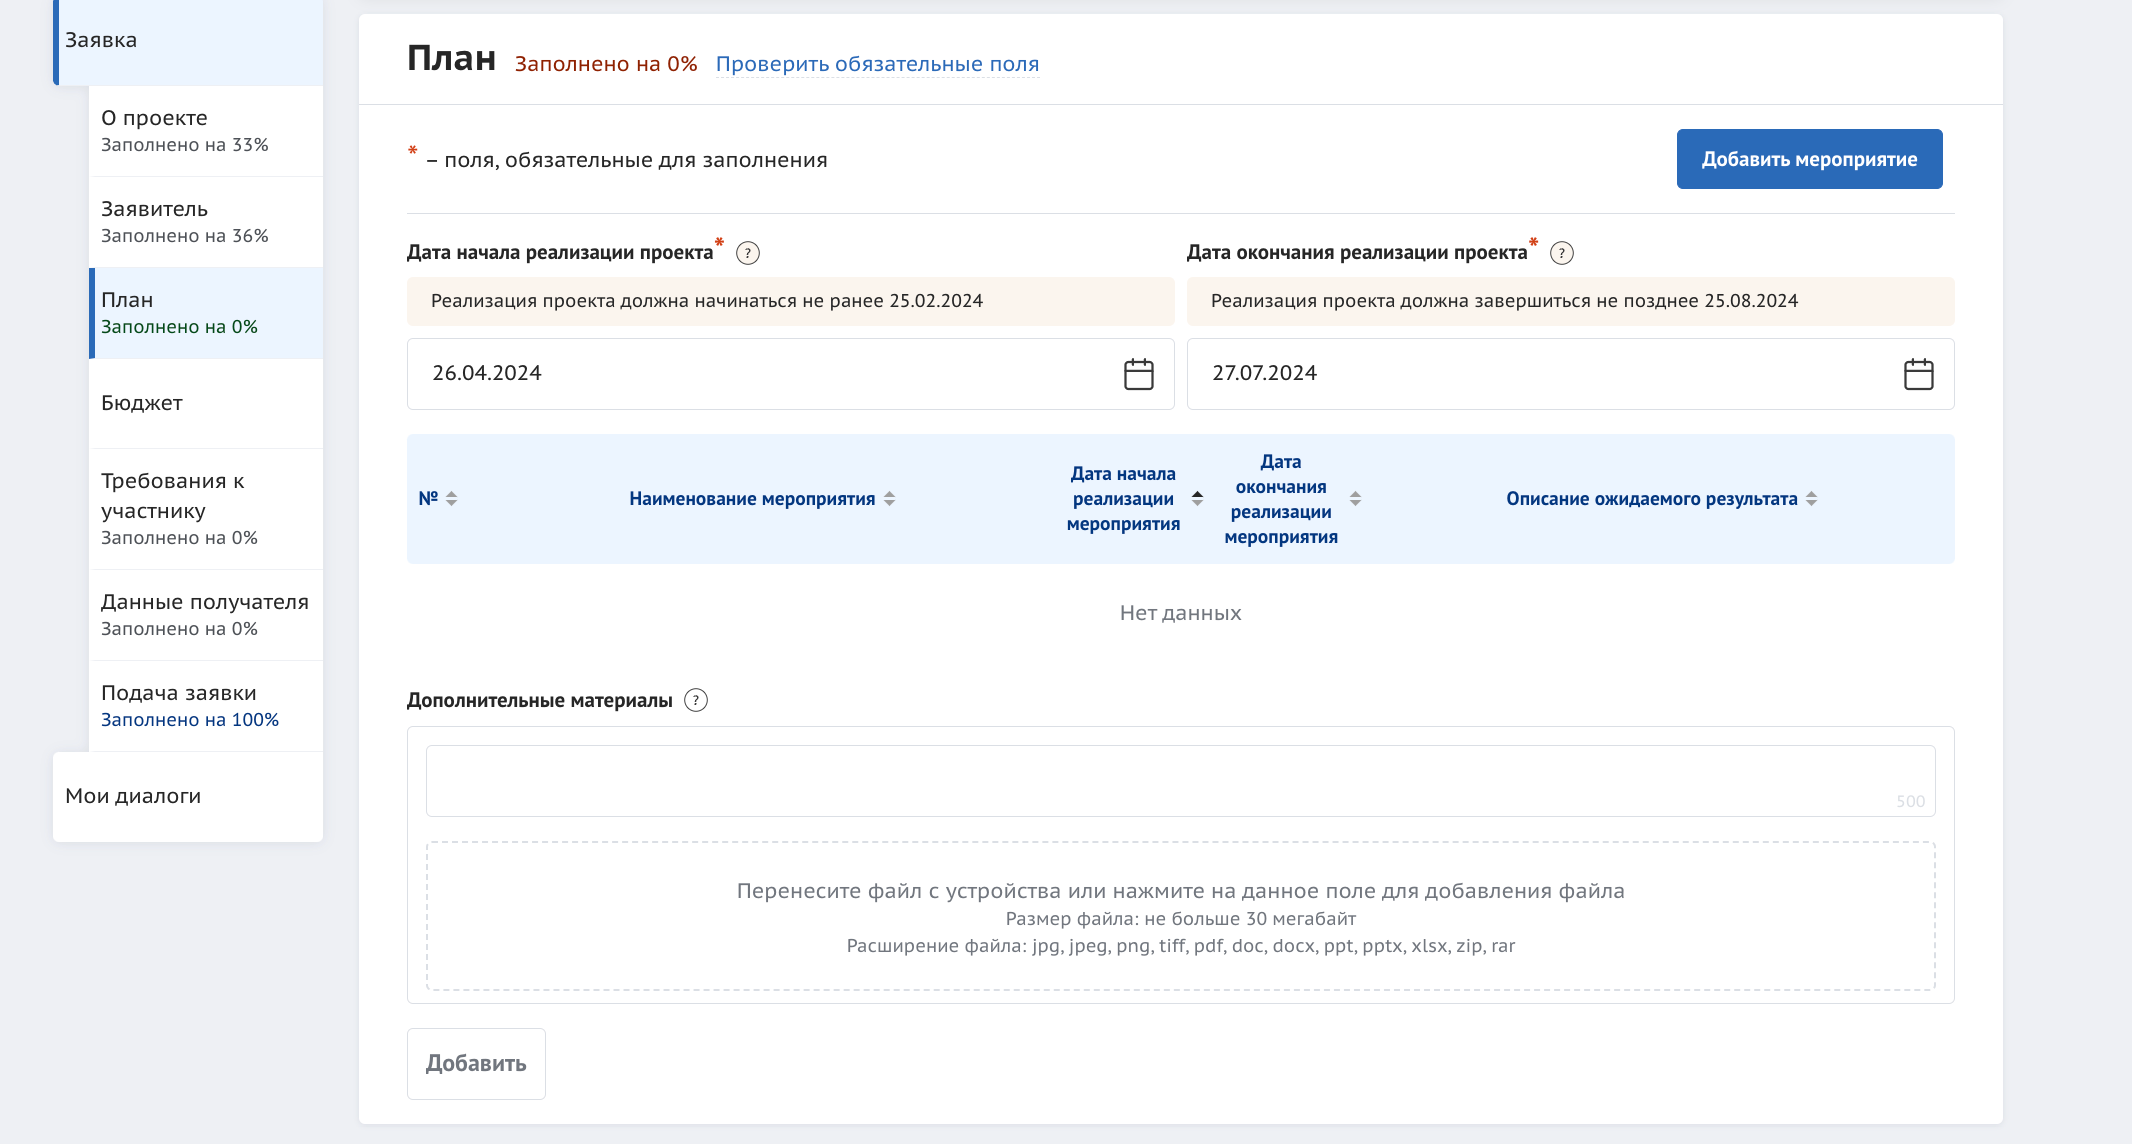 Заявка
О проекте
Заполнено на 33%
Заявитель
Заполнено на 36%
План
Заполнено на 0%
Бюджет
Требования к
участнику
Заполнено на 0%
Данные получателя
Заполнено на 0%
Подача заявки
Заполнено на 100%
Мои диалоги
План Заполнено на 0% Проверить обязательные поля
* – поля, обязательные для заполнения
Добавить мероприятие
Дата начала реализации проекта* ?
Реализация проекта должна начинаться не ранее 25.02.2024
26.04.2024
Дата окончания реализации проекта* ?
Реализация проекта должна завершиться не позднее 25.08.2024
27.07.2024
№
Наименование мероприятия
Дата начала
реализации
мероприятия
Дата
окончания
реализации
мероприятия
Описание ожидаемого результата
Нет данных
Дополнительные материалы ?
500
Перенесите файл с устройства или нажмите на данное поле для добавления файла
Размер файла: не больше 30 мегабайт
Расширение файла: jpg, jpeg, png, tiff, pdf, doc, docx, ppt, pptx, xlsx, zip, rar
Добавить